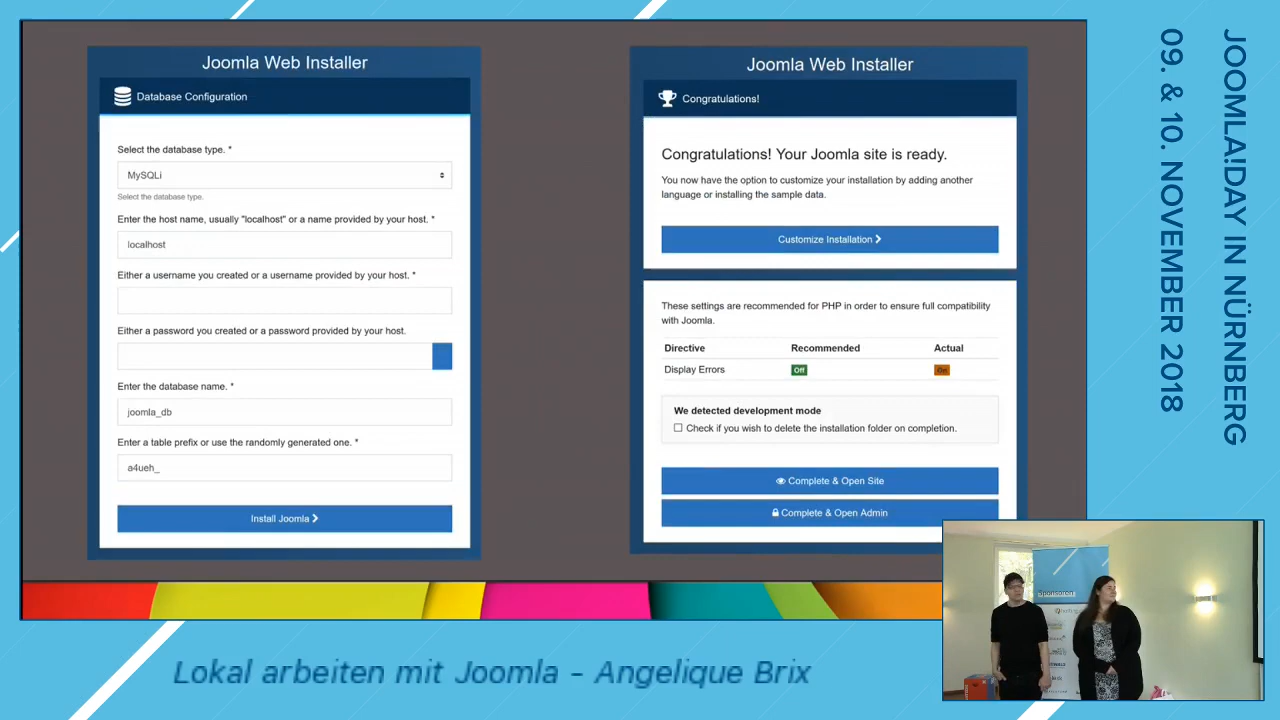 Joomla Web Installer
Database Configuration
Select the database type. *
MySQLi
Select the database type.
Enter the host name, usually "localhost" or a name provided by your host. *
localhost
Either a username you created or a username provided by your host. *
Either a password you created or a password provided by your host.
Enter the database name. *
joomla_db
Enter a table prefix or use the randomly generated one. *
a4ueh_
Install Joomla
Joomla Web Installer
Congratulations!
Congratulations! Your Joomla site is ready.
You now have the option to customize your installation by adding another
language or installing the sample data.
Customize Installation
These settings are recommended for PHP in order to ensure full compatibility
with Joomla.
Directive Recommended Actual
Display Errors Off On
We detected development mode
Check if you wish to delete the installation folder on completion.
Complete & Open Site
Complete & Open Admin
JOOMLA!DAY IN NÜRNBERG
09. & 10. NOVEMBER 2018
Sponsoren
Lokal arbeiten mit Joomla - Angelique Brix